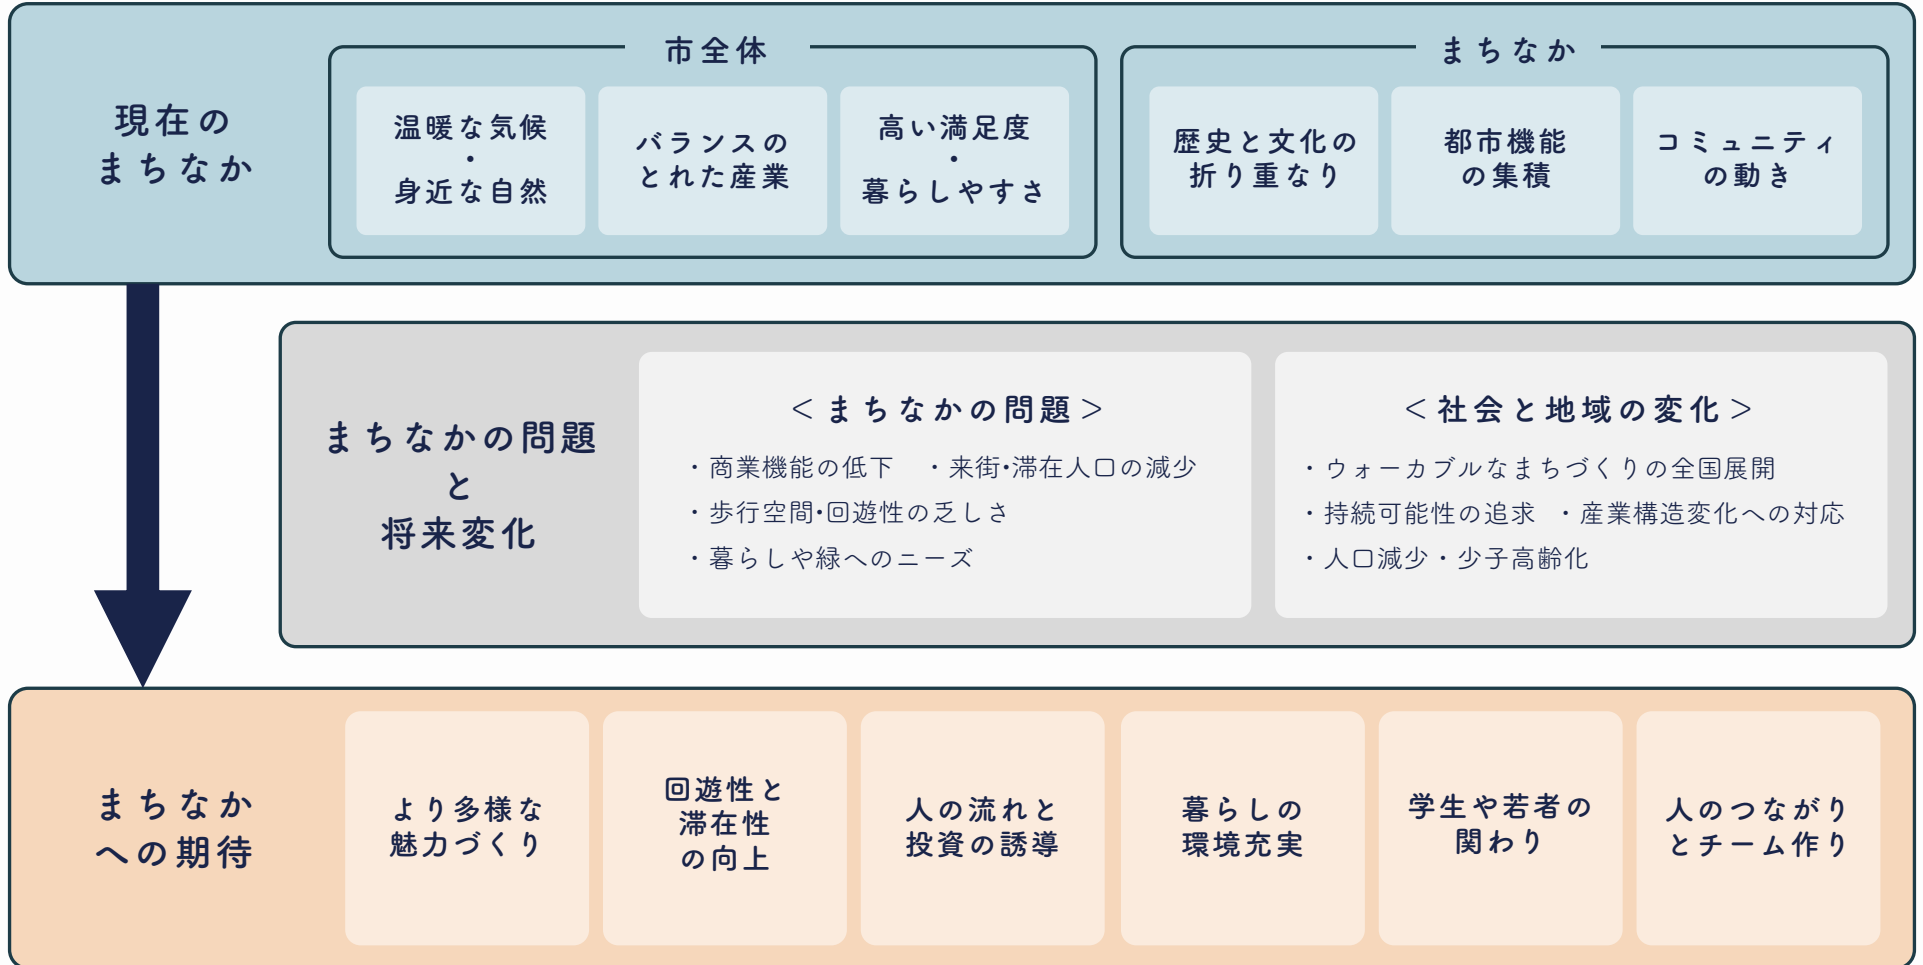 現在の
まちなか
市全体
温暖な気候
・
身近な自然
バランスの
とれた産業
高い満足度
・
暮らしやすさ
まちなか
歴史と文化の
折り重なり
都市機能
の集積
コミュニティ
の動き
まちなかの問題
と
将来変化
＜まちなかの問題＞
・商業機能の低下　・来街・滞在人口の減少
・歩行空間・回遊性の乏しさ
・暮らしや緑へのニーズ
＜社会と地域の変化＞
・ウォーカブルなまちづくりの全国展開
・持続可能性の追求　・産業構造変化への対応
・人口減少・少子高齢化
まちなか
への期待
より多様な
魅力づくり
回遊性と
滞在性
の向上
人の流れと
投資の誘導
暮らしの
環境充実
学生や若者の
関わり
人のつながり
とチーム作り